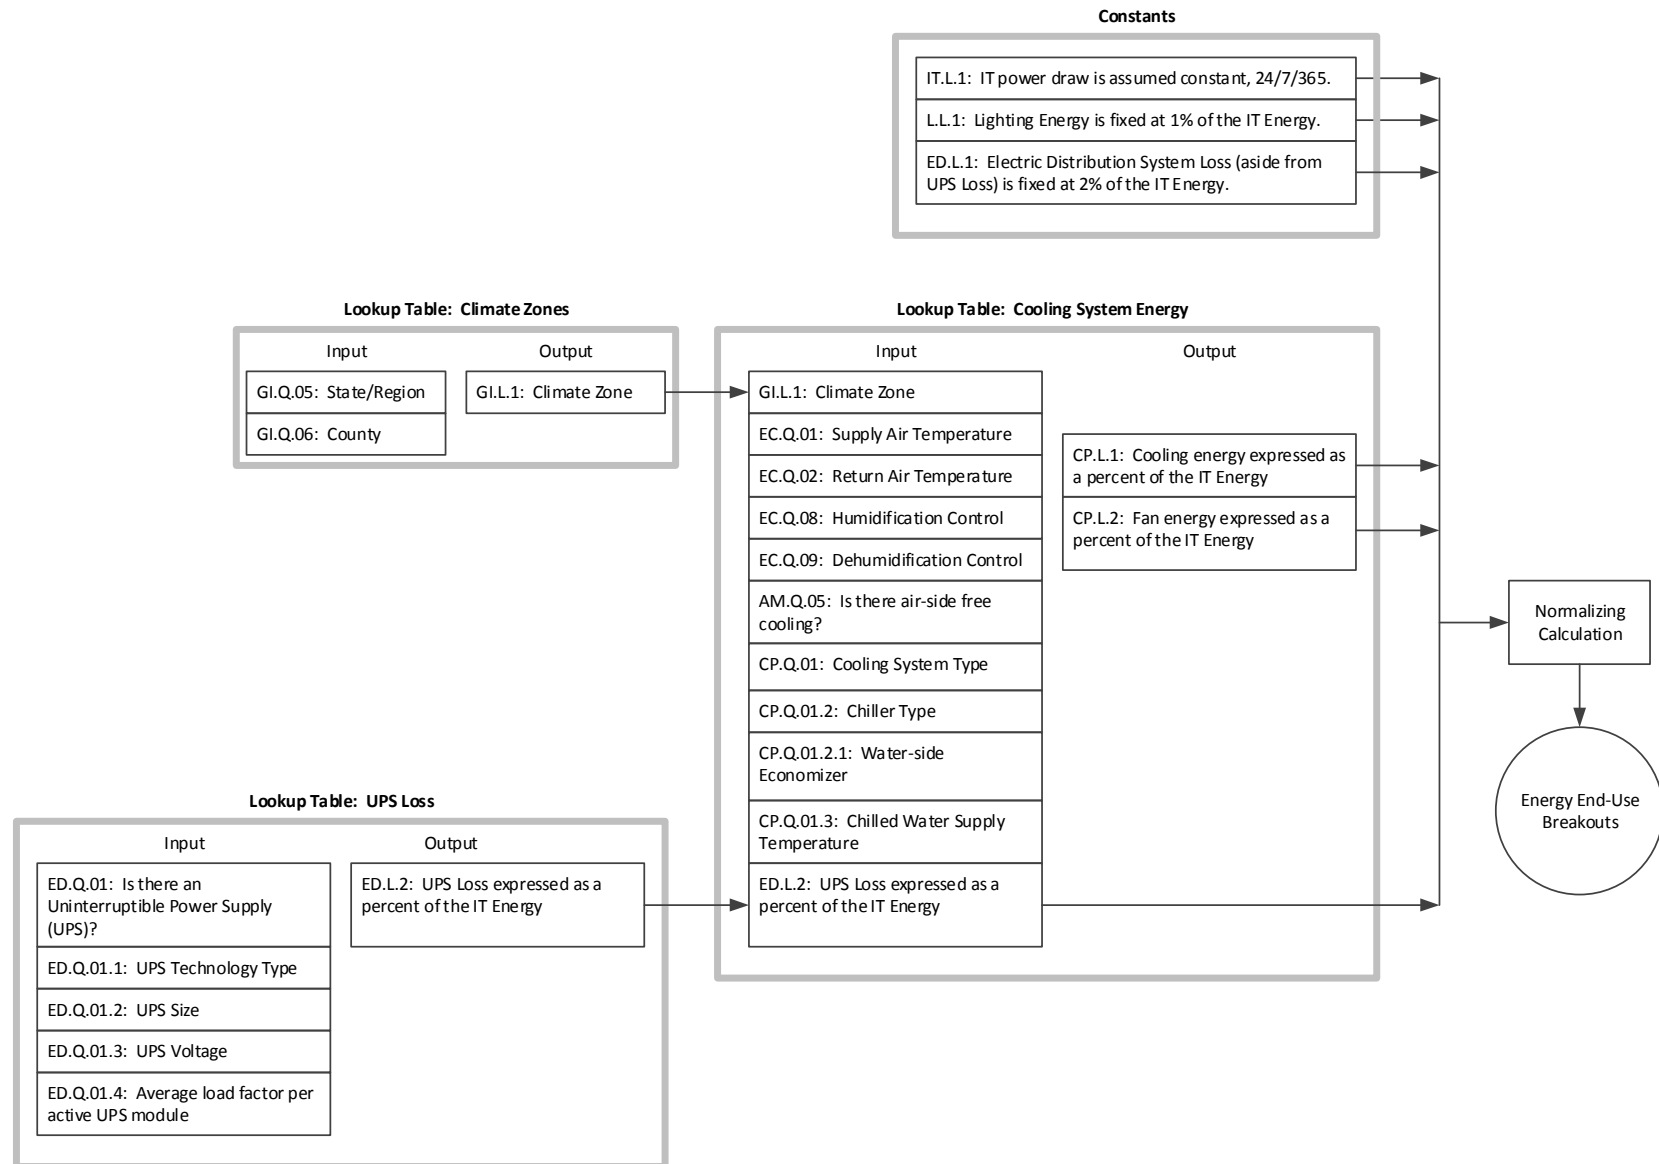 Constants
IT.L.1: IT power draw is assumed constant, 24/7/365.
L.L.1: Lighting Energy is fixed at 1% of the IT Energy.
ED.L.1: Electric Distribution System Loss (aside from
UPS Loss) is fixed at 2% of the IT Energy.
Lookup Table: Climate Zones
Input
Output
GI.Q.05: State/Region
GI.Q.06: County
GI.L.1: Climate Zone
Lookup Table: Cooling System Energy
Input
Output
GI.L.1: Climate Zone
EC.Q.01: Supply Air Temperature
EC.Q.02: Return Air Temperature
EC.Q.08: Humidification Control
EC.Q.09: Dehumidification Control
AM.Q.05: Is there air-side free
cooling?
CP.Q.01: Cooling System Type
CP.Q.01.2: Chiller Type
CP.Q.01.2.1: Water-side
Economizer
CP.Q.01.3: Chilled Water Supply
Temperature
ED.L.2: UPS Loss expressed as a
percent of the IT Energy
CP.L.1: Cooling energy expressed as
a percent of the IT Energy
CP.L.2: Fan energy expressed as a
percent of the IT Energy
Lookup Table: UPS Loss
Input
Output
ED.Q.01: Is there an
Uninterruptible Power Supply
(UPS)?
ED.Q.01.1: UPS Technology Type
ED.Q.01.2: UPS Size
ED.Q.01.3: UPS Voltage
ED.Q.01.4: Average load factor per
active UPS module
ED.L.2: UPS Loss expressed as a
percent of the IT Energy
Normalizing
Calculation
Energy End-Use
Breakouts